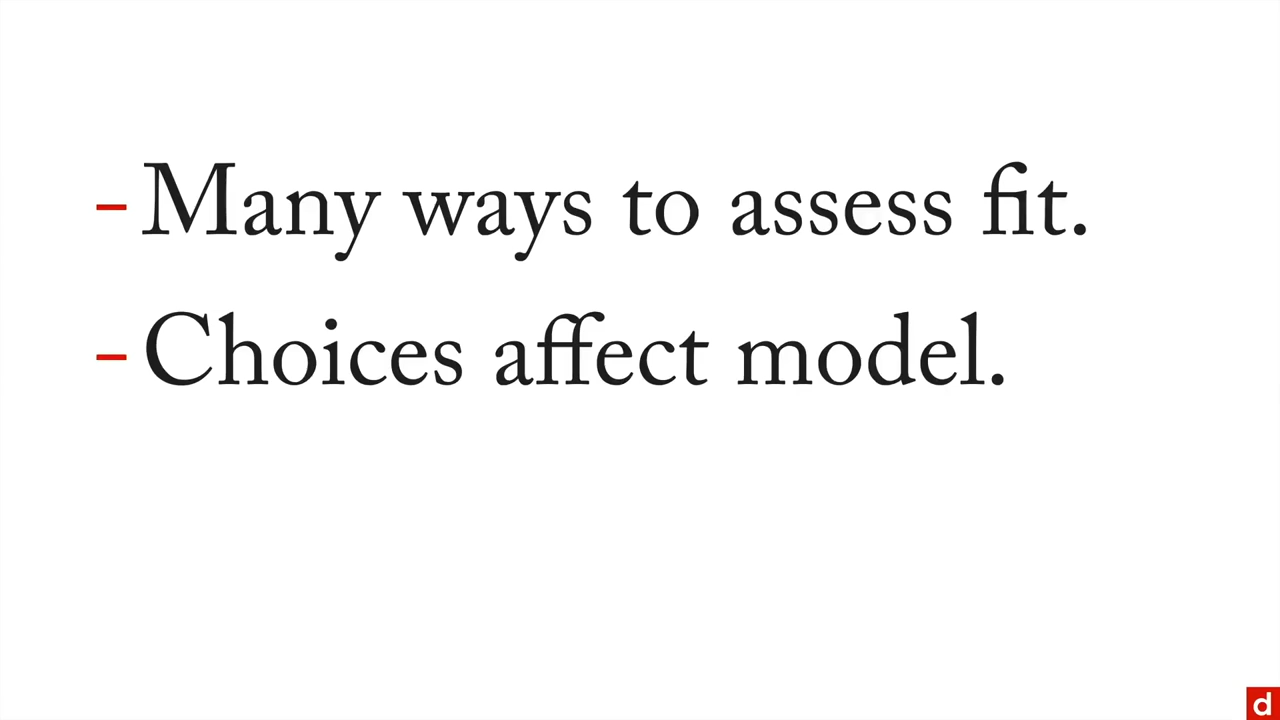 - Many ways to assess fit.
- Choices affect model.
d